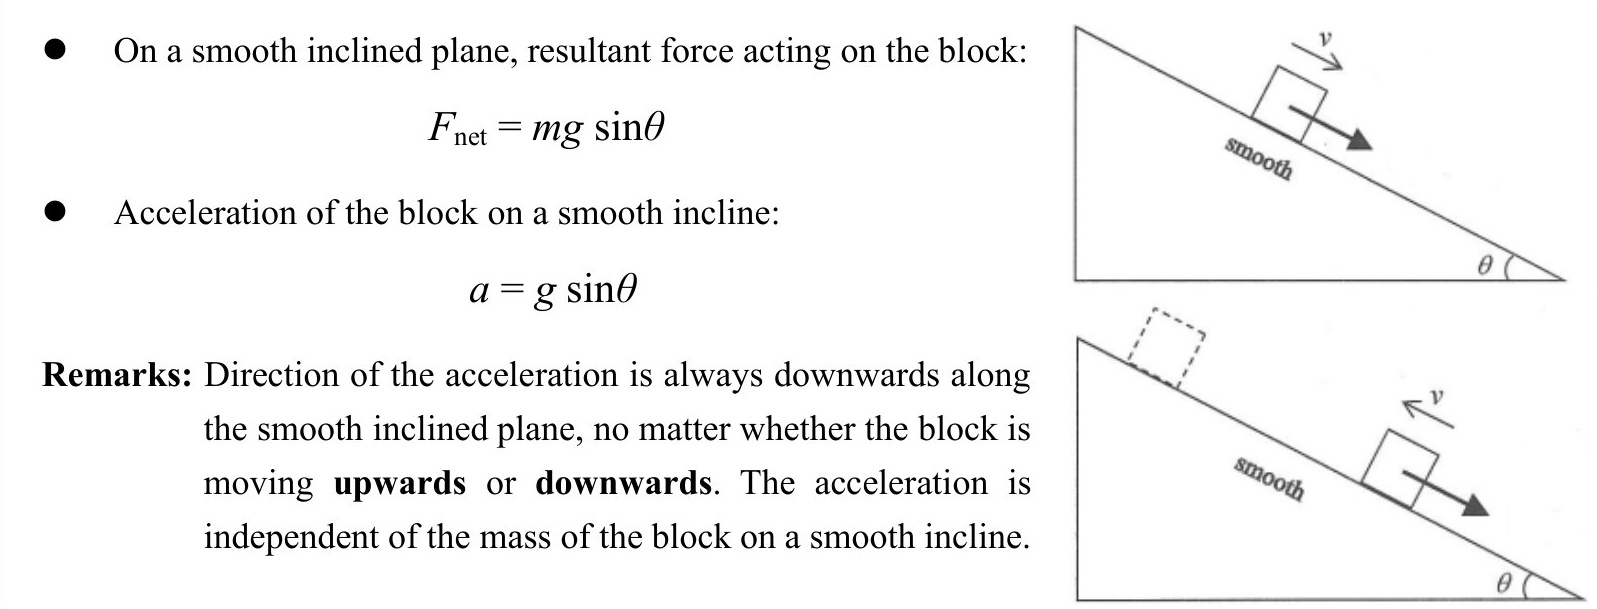 ● On a smooth inclined plane, resultant force acting on the block:
Fnet = mg sinθ
● Acceleration of the block on a smooth incline:
a = g sinθ
Remarks: Direction of the acceleration is always downwards along
the smooth inclined plane, no matter whether the block is
moving upwards or downwards. The acceleration is
independent of the mass of the block on a smooth incline.
v
smooth
θ
v
smooth
θ